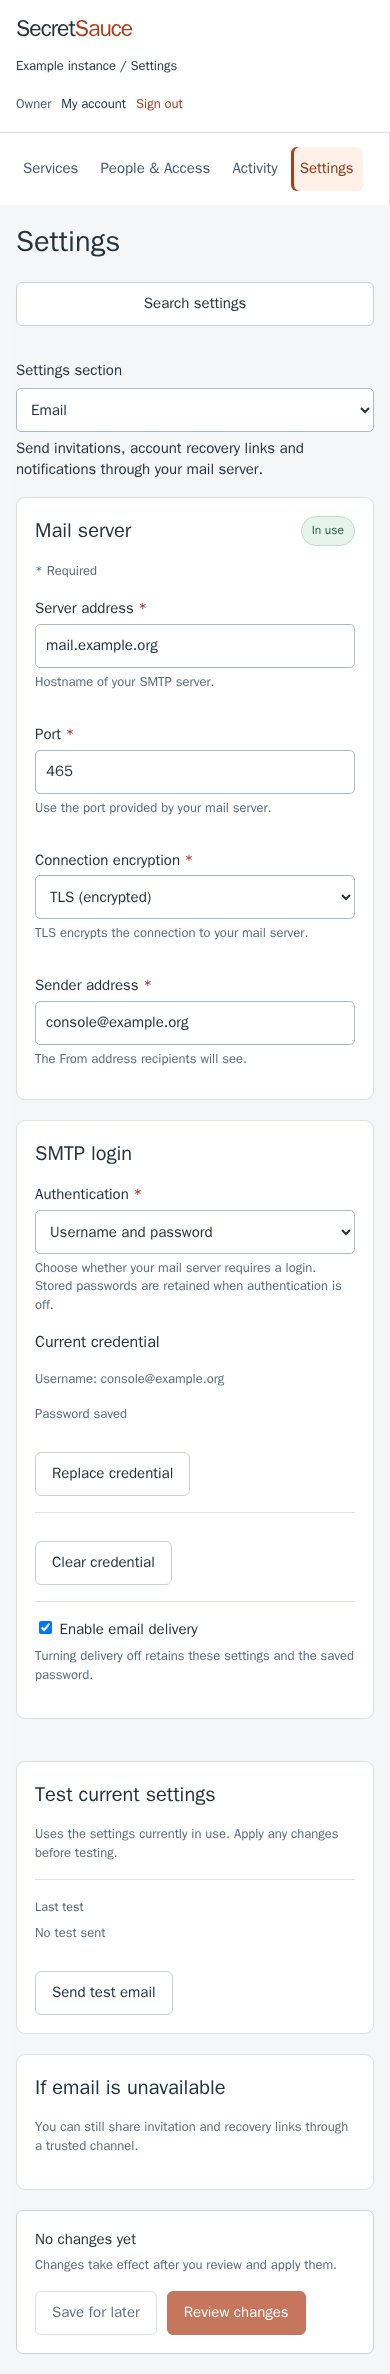 SecretSauce
Example instance / Settings
Owner My account Sign out
Services People & Access Activity Settings
Settings
Search settings
Settings section
Email
Send invitations, account recovery links and
notifications through your mail server.
Mail server In use
* Required
Server address *
mail.example.org
Hostname of your SMTP server.
Port *
465
Use the port provided by your mail server.
Connection encryption *
TLS (encrypted)
TLS encrypts the connection to your mail server.
Sender address *
console@example.org
The From address recipients will see.
SMTP login
Authentication *
Username and password
Choose whether your mail server requires a login.
Stored passwords are retained when authentication is
off.
Current credential
Username: console@example.org
Password saved
Replace credential
Clear credential
Enable email delivery
Turning delivery off retains these settings and the saved
password.
Test current settings
Uses the settings currently in use. Apply any changes
before testing.
Last test
No test sent
Send test email
If email is unavailable
You can still share invitation and recovery links through
a trusted channel.
No changes yet
Changes take effect after you review and apply them.
Save for later Review changes